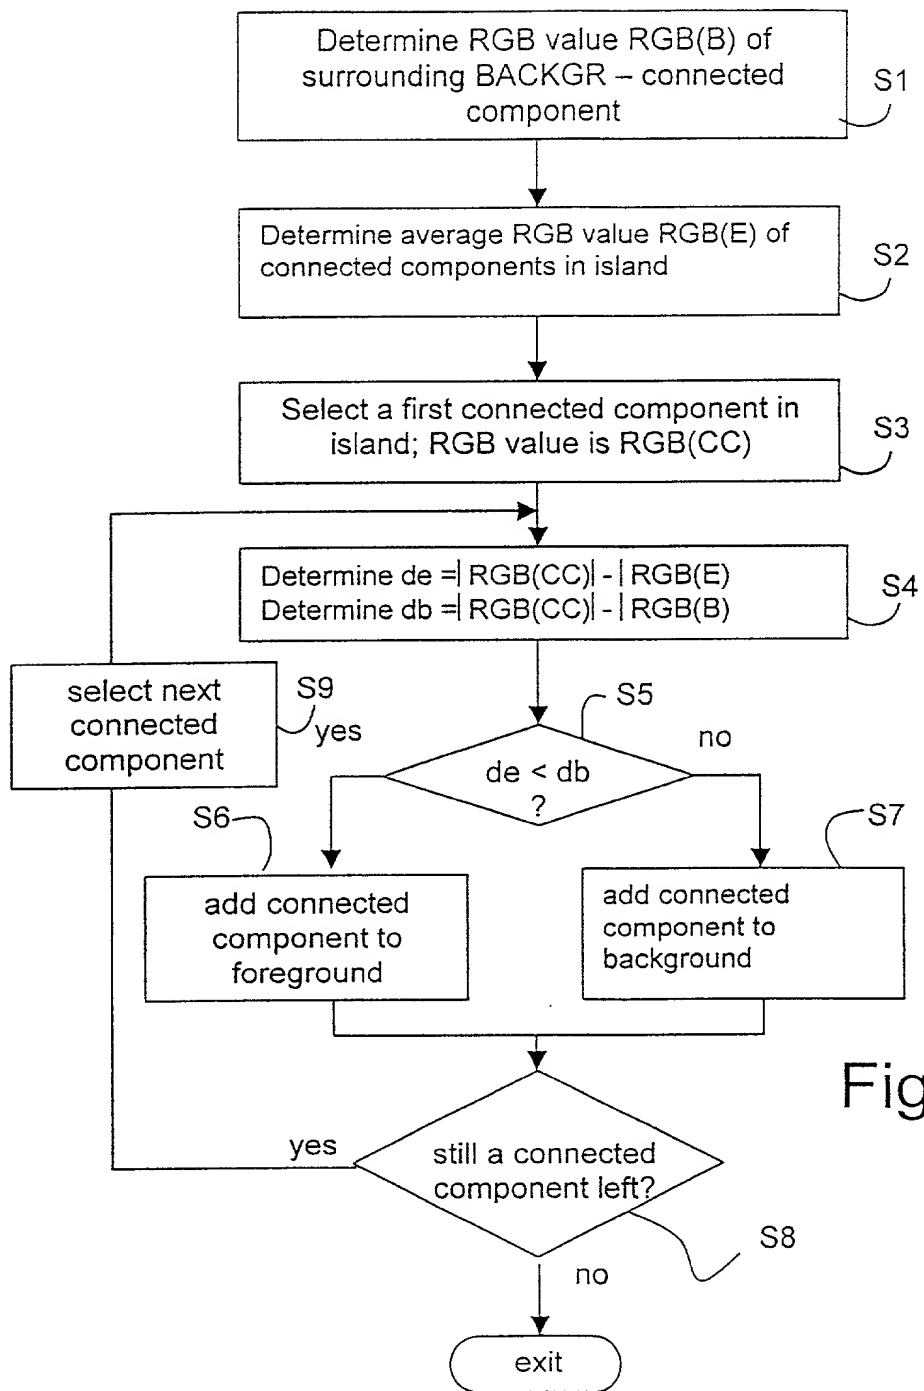 Determine RGB value RGB(B) of
surrounding BACKGR – connected
component
S1
Determine average RGB value RGB(E) of
connected components in island
S2
Select a first connected component in
island; RGB value is RGB(CC)
S3
Determine de =| RGB(CC)| - | RGB(E)
Determine db =| RGB(CC)| - | RGB(B)
S4
select next
connected
component
S9
S5
yes
no
de < db
?
S6
S7
add connected
component to
foreground
add connected
component to
background
Fig
yes
still a connected
component left?
S8
no
exit